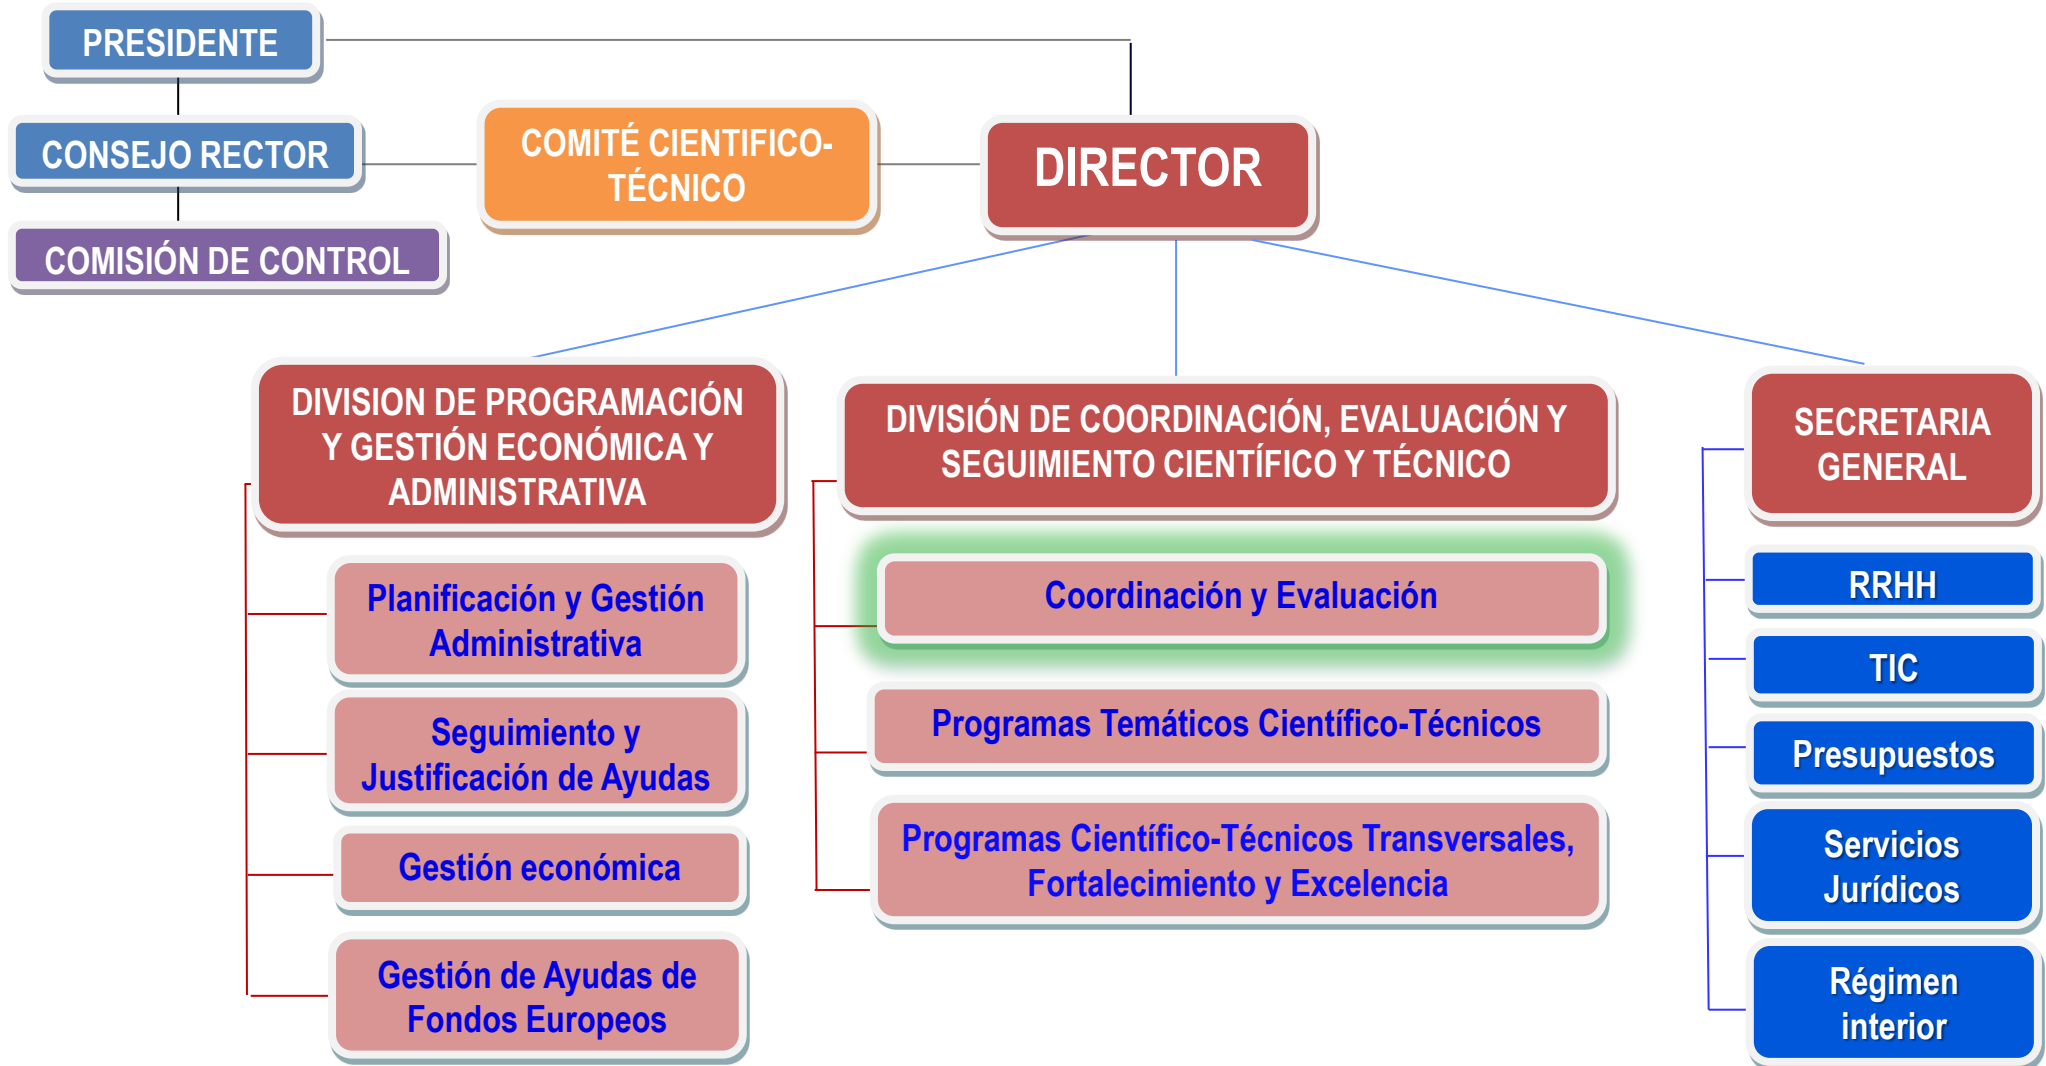 PRESIDENTE
CONSEJO RECTOR
COMISIÓN DE CONTROL
COMITÉ CIENTIFICO-
TÉCNICO
DIRECTOR
DIVISION DE PROGRAMACIÓN
Y GESTIÓN ECONÓMICA Y
ADMINISTRATIVA
Planificación y Gestión
Administrativa
Seguimiento y
Justificación de Ayudas
Gestión económica
Gestión de Ayudas de
Fondos Europeos
DIVISIÓN DE COORDINACIÓN, EVALUACIÓN Y
SEGUIMIENTO CIENTÍFICO Y TÉCNICO
Coordinación y Evaluación
Programas Temáticos Científico-Técnicos
Programas Científico-Técnicos Transversales,
Fortalecimiento y Excelencia
SECRETARIA
GENERAL
RRHH
TIC
Presupuestos
Servicios
Jurídicos
Régimen
interior